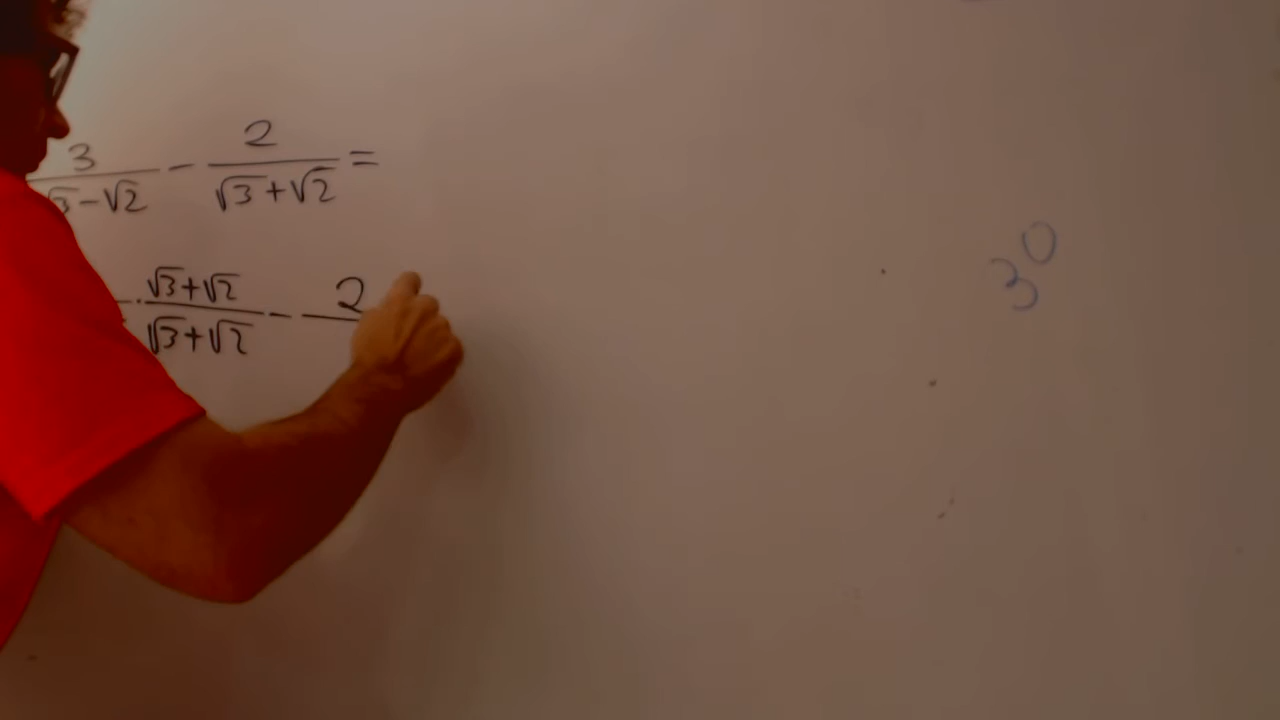 3/(√3-√2) - 2/(√3+√2) =
· (√3+√2)/(√3+√2) - 2/
3⁰